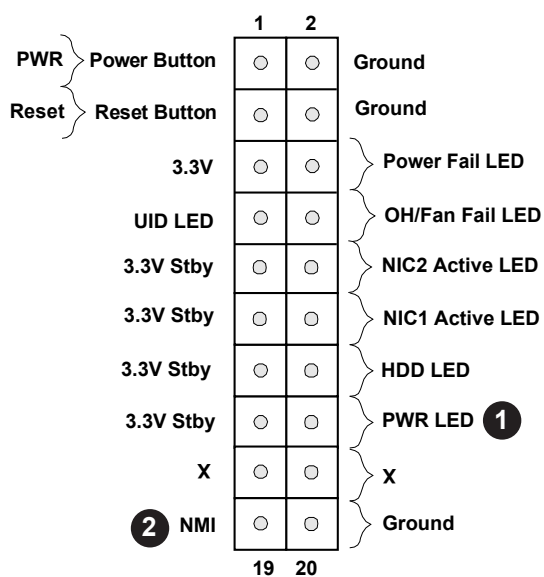 1 2
PWR Power Button Ground
Reset Reset Button Ground
3.3V Power Fail LED
UID LED OH/Fan Fail LED
3.3V Stby NIC2 Active LED
3.3V Stby NIC1 Active LED
3.3V Stby HDD LED
3.3V Stby PWR LED 1
X X
2 NMI Ground
19 20